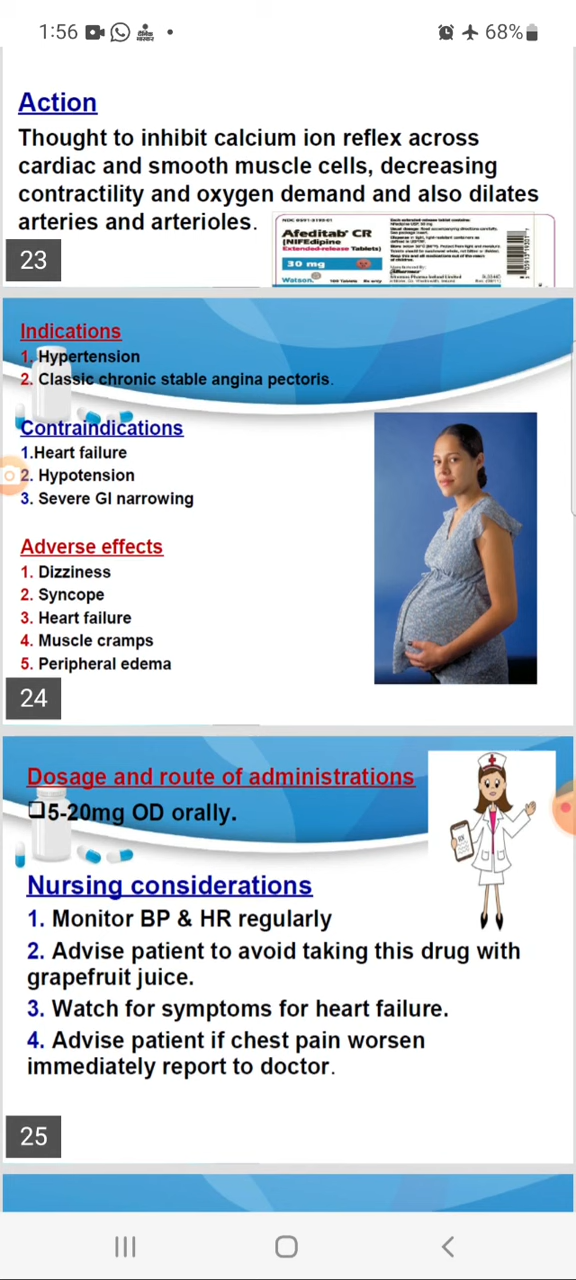 1:56
68%
Action
Thought to inhibit calcium ion reflex across
cardiac and smooth muscle cells, decreasing
contractility and oxygen demand and also dilates
arteries and arterioles.
Afeditab CR
(NIFEdipine
Extended-release Tablets)
30 mg
Watson
23
Indications
1. Hypertension
2. Classic chronic stable angina pectoris.
Contraindications
1.Heart failure
2. Hypotension
3. Severe GI narrowing
Adverse effects
1. Dizziness
2. Syncope
3. Heart failure
4. Muscle cramps
5. Peripheral edema
24
Dosage and route of administrations
❑5-20mg OD orally.
Nursing considerations
1. Monitor BP & HR regularly
2. Advise patient to avoid taking this drug with
grapefruit juice.
3. Watch for symptoms for heart failure.
4. Advise patient if chest pain worsen
immediately report to doctor.
25